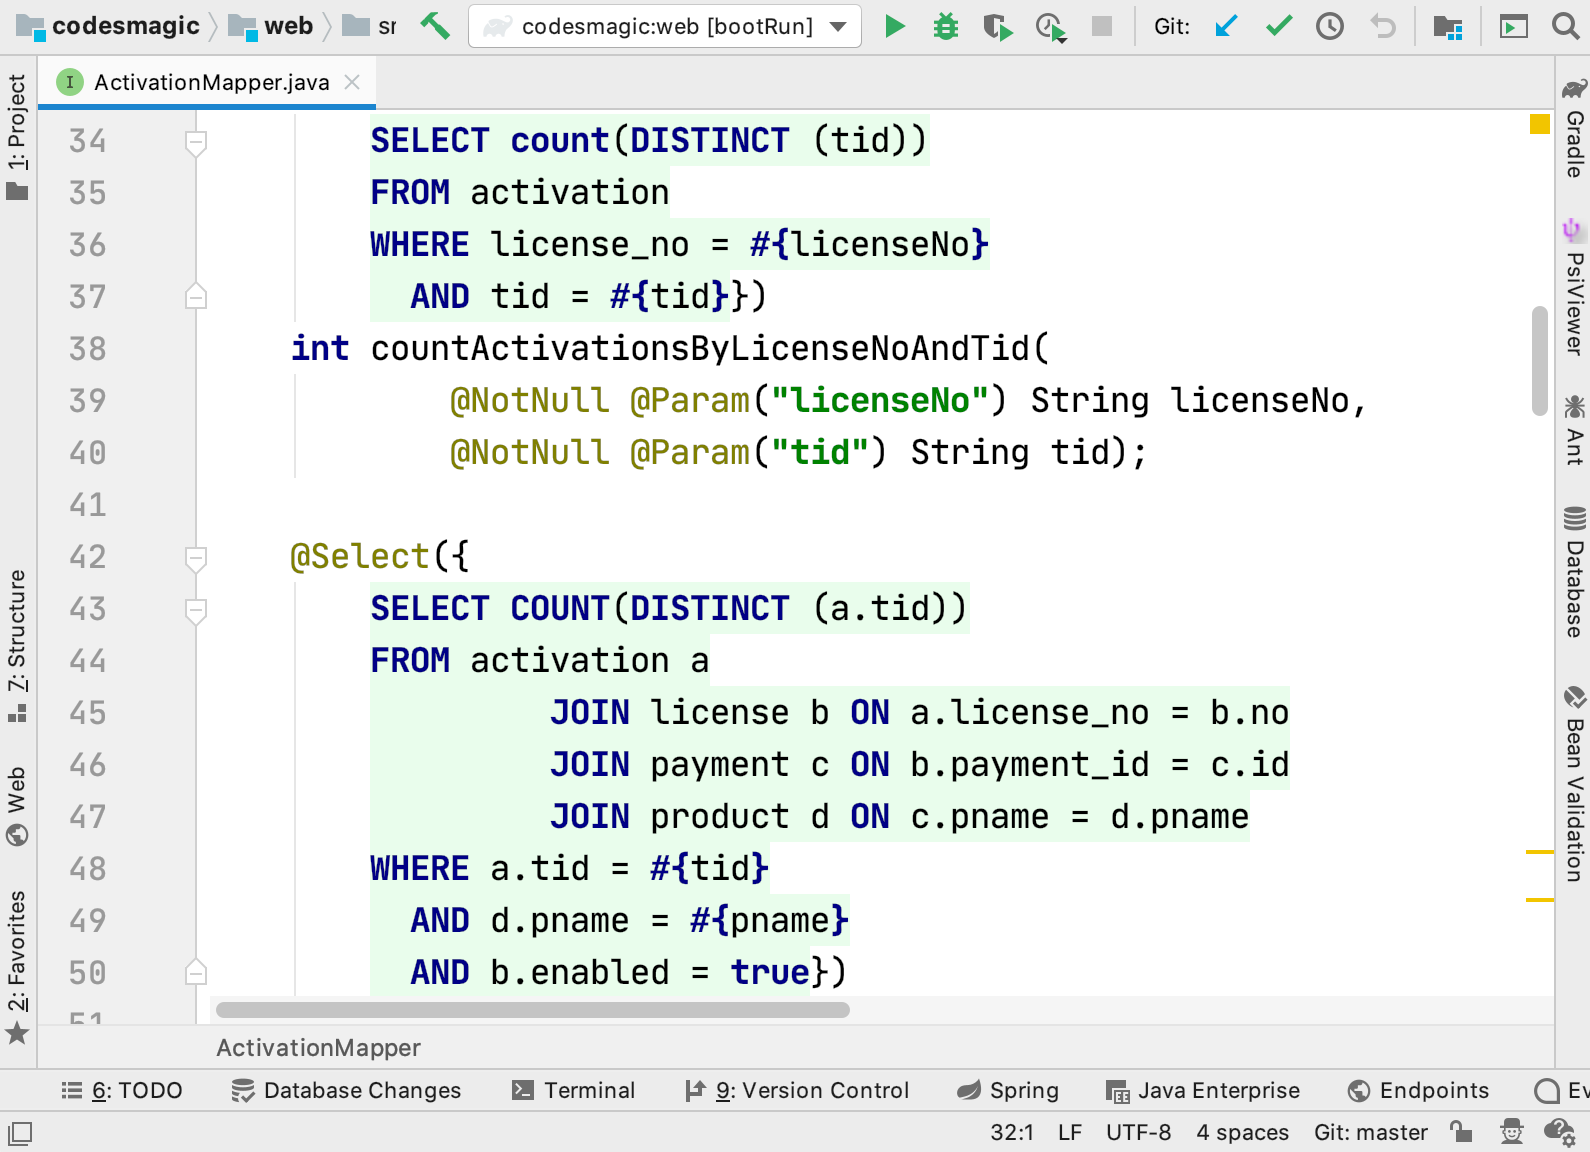 codesmagic web sr codesmagic:web [bootRun] Git:
I ActivationMapper.java
34 SELECT count(DISTINCT (tid))
35 FROM activation
36 WHERE license_no = #{licenseNo}
37 AND tid = #{tid}})
38 int countActivationsByLicenseNoAndTid(
39 @NotNull @Param("licenseNo") String licenseNo,
40 @NotNull @Param("tid") String tid);
41
42 @Select({
43 SELECT COUNT(DISTINCT (a.tid))
44 FROM activation a
45 JOIN license b ON a.license_no = b.no
46 JOIN payment c ON b.payment_id = c.id
47 JOIN product d ON c.pname = d.pname
48 WHERE a.tid = #{tid}
49 AND d.pname = #{pname}
50 AND b.enabled = true})
51
1: Project
7: Structure
Web
2: Favorites
Gradle
PsiViewer
Ant
Database
Bean Validation
ActivationMapper
6: TODO Database Changes Terminal 9: Version Control Spring Java Enterprise Endpoints Ev
32:1 LF UTF-8 4 spaces Git: master